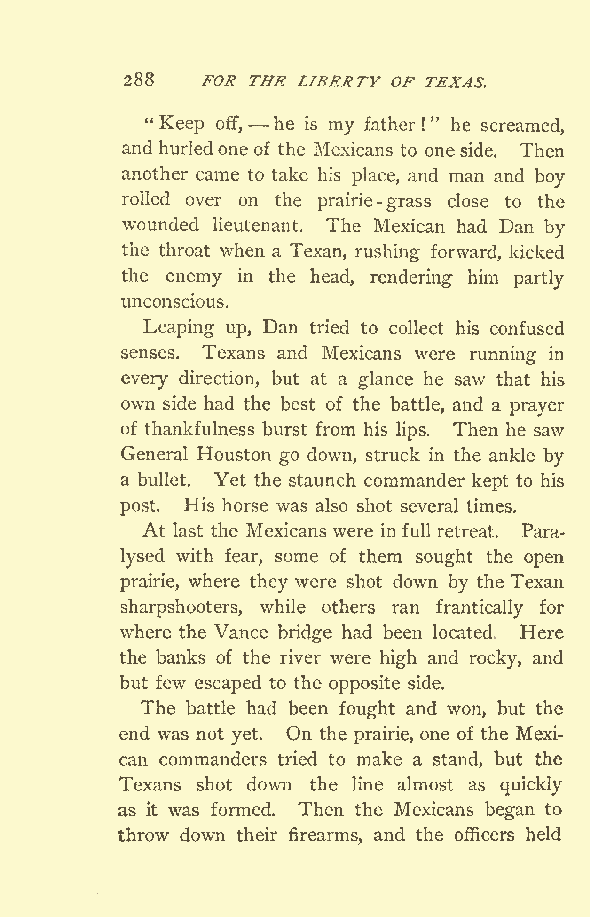 288 FOR THE LIBERTY OF TEXAS.
"Keep off,—he is my father!" he screamed,
and hurled one of the Mexicans to one side. Then
another came to take his place, and man and boy
rolled over on the prairie-grass close to the
wounded lieutenant. The Mexican had Dan by
the throat when a Texan, rushing forward, kicked
the enemy in the head, rendering him partly
unconscious.
Leaping up, Dan tried to collect his confused
senses. Texans and Mexicans were running in
every direction, but at a glance he saw that his
own side had the best of the battle, and a prayer
of thankfulness burst from his lips. Then he saw
General Houston go down, struck in the ankle by
a bullet. Yet the staunch commander kept to his
post. His horse was also shot several times.
At last the Mexicans were in full retreat. Para-
lysed with fear, some of them sought the open
prairie, where they were shot down by the Texan
sharpshooters, while others ran frantically for
where the Vance bridge had been located. Here
the banks of the river were high and rocky, and
but few escaped to the opposite side.
The battle had been fought and won, but the
end was not yet. On the prairie, one of the Mexi-
can commanders tried to make a stand, but the
Texans shot down the line almost as quickly
as it was formed. Then the Mexicans began to
throw down their firearms, and the officers held